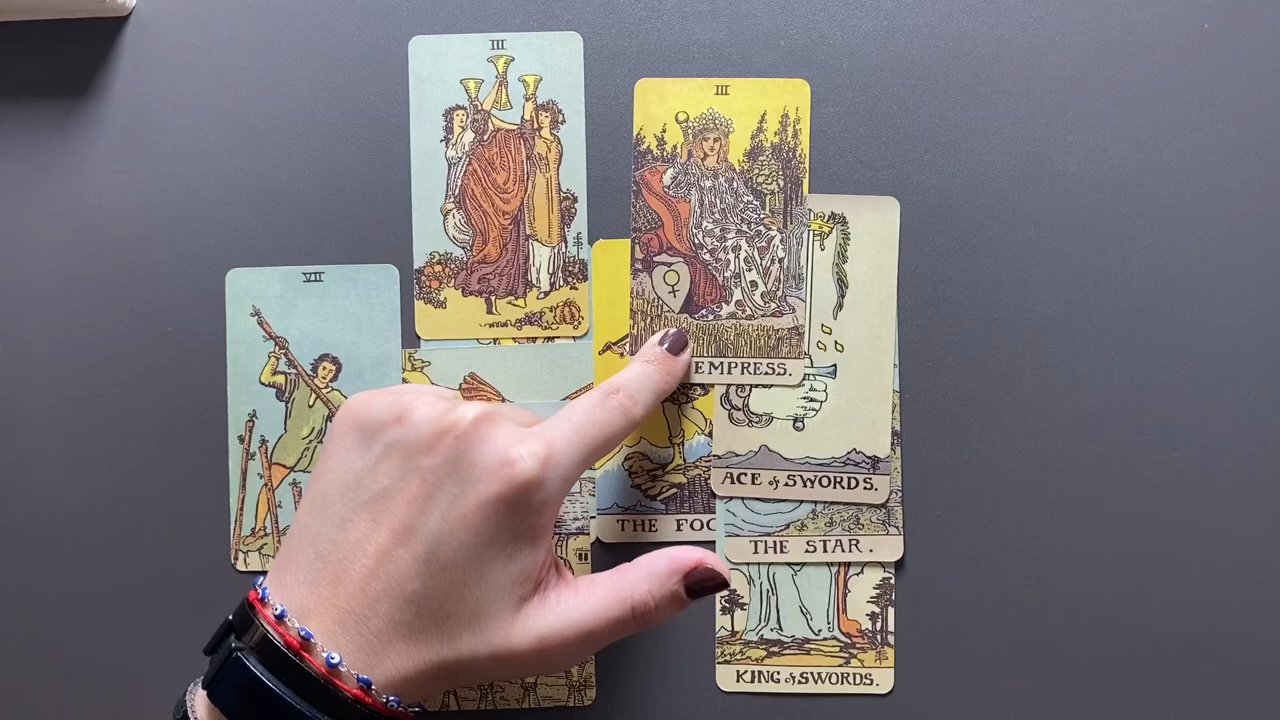 III
III
VII
EMPRESS.
ACE of SWORDS.
THE FOO
THE STAR.
KING of SWORDS.